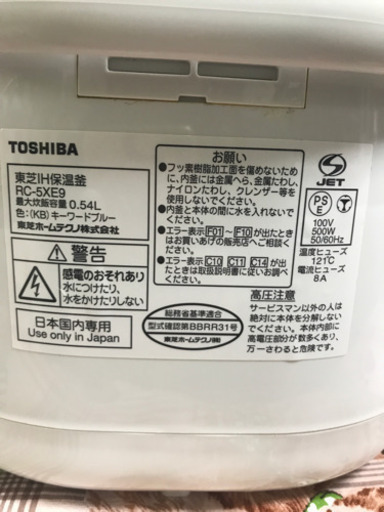 TOSHIBA
東芝IH保温釜
RC-5XE9
最大炊飯容量 0.54L
色:(KB)キーワードブルー
東芝ホームテクノ株式会社
警告
感電のおそれあり
水につけたり、
水をかけたりしない
日本国内専用
Use only in Japan
お願い
●フッ素樹脂加工面を傷めないため
に、内釜には金属へら、金属たわし、
ナイロンたわし、クレンザー等を
使用しないでください。
●内釜と本体の間に水を入れないで
ください。
●エラー表示 F01 ~ F10 が出たとき
はお買いあげの販売店へご相談く
ださい。
●エラー表示 C10 C11 C14 が出
たときは取扱説明書に従いお調べ
ください。
総務省基準適合
型式確認第BBRR31号
東芝ホームテクノ(株)
JET
PS
E
100V
500W
50/60Hz
温度ヒューズ
121℃
電流ヒューズ
8A
高圧注意
サービスマン以外の人は
絶対に本体を分解しない
でください。本体内部に
高電圧部分が多数あり、
万一さわると危険です。